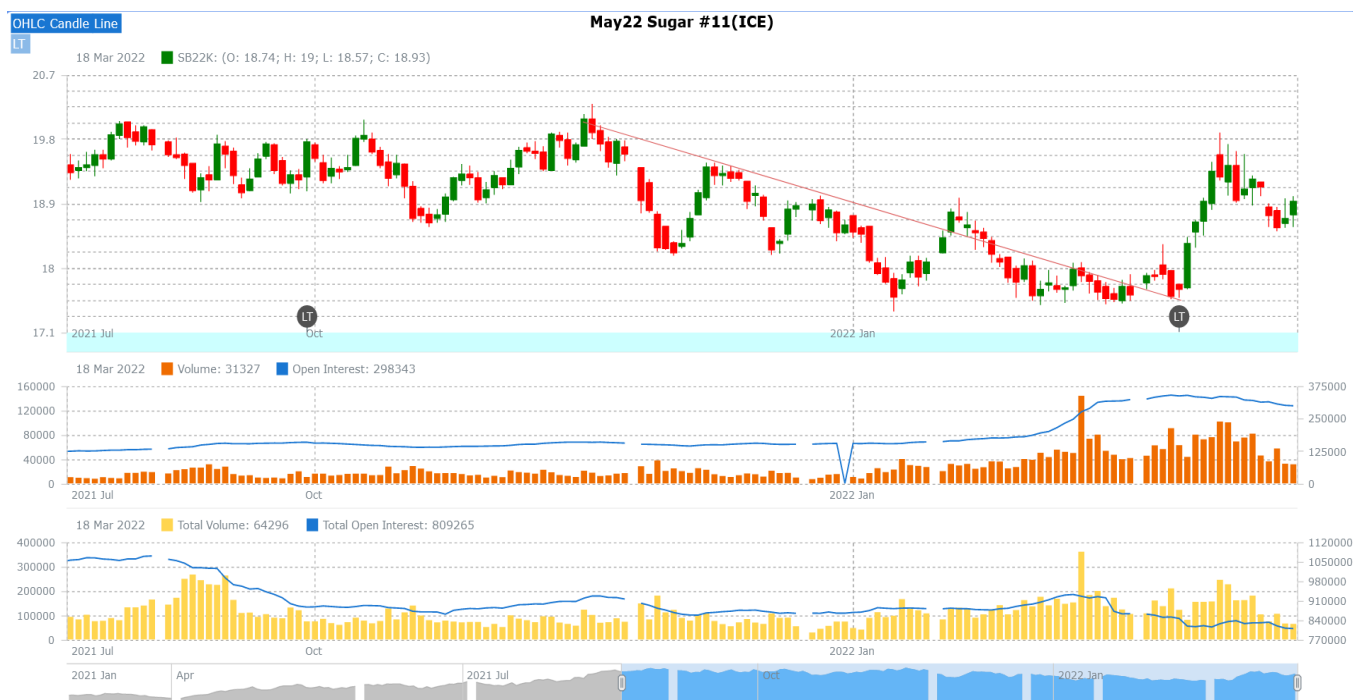 OHLC Candle Line
May22 Sugar #11(ICE)
LT
18 Mar 2022 SB22K: (O: 18.74; H: 19; L: 18.57; C: 18.93)
20.7
19.8
18.9
18
LT LT
17.1
2021 Jul Oct 2022 Jan
18 Mar 2022 Volume: 31327 Open Interest: 298343
160000 375000
120000
250000
80000
125000
40000
0 0
2021 Jul Oct 2022 Jan
18 Mar 2022 Total Volume: 64296 Total Open Interest: 809265
400000 1120000
1050000
300000
980000
200000
910000
100000
840000
0 770000
2021 Jul Oct 2022 Jan
2021 Jan Apr 2021 Jul Oct 2022 Jan